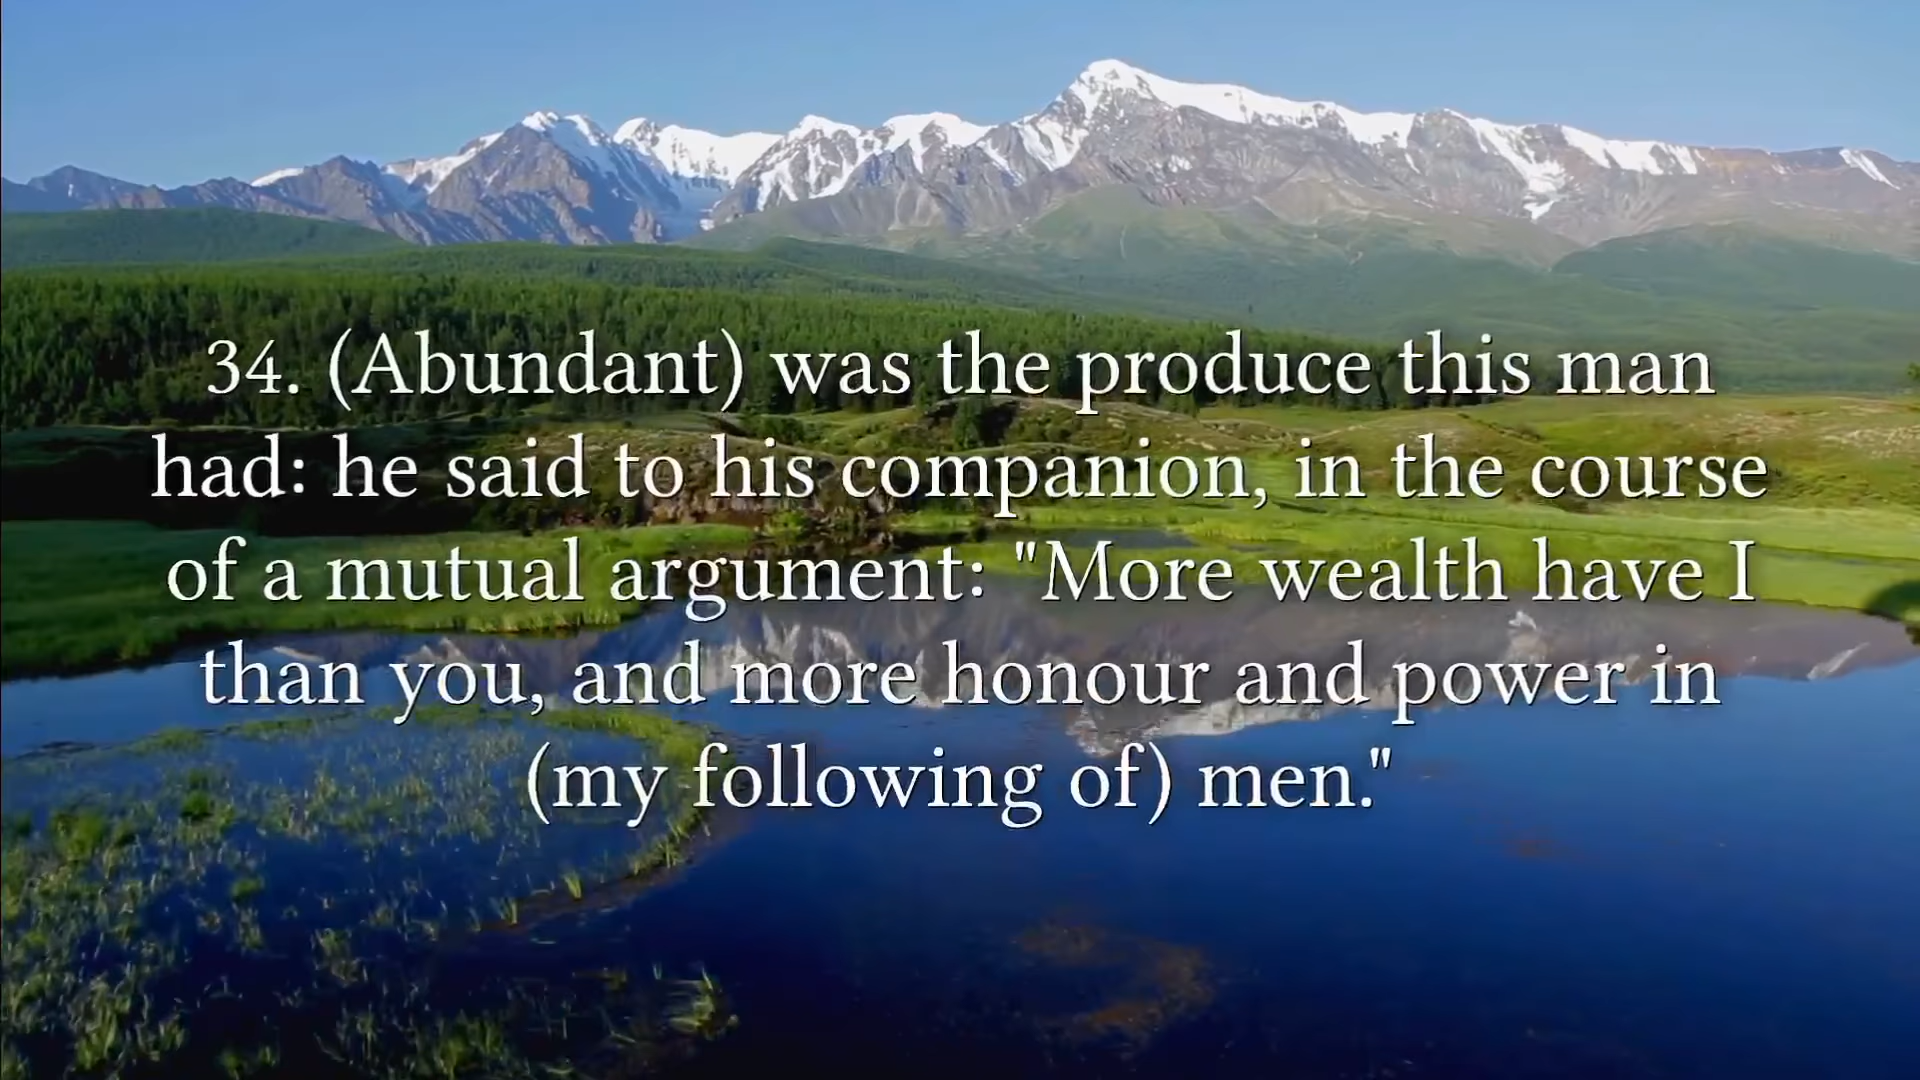 34. (Abundant) was the produce this man
had: he said to his companion, in the course
of a mutual argument: "More wealth have I
than you, and more honour and power in
(my following of) men."